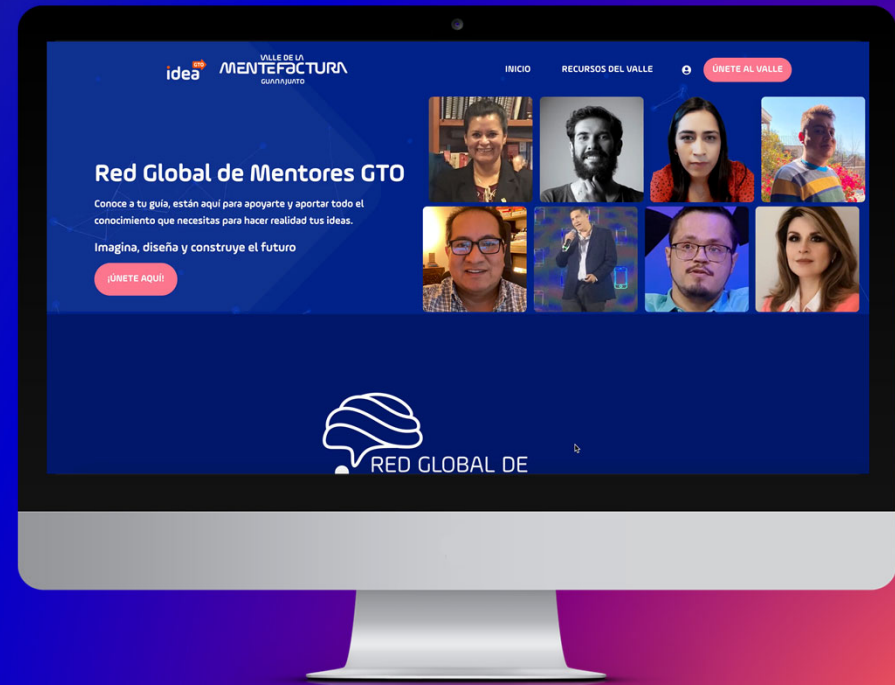 idea GTO
VALLE DE LA
MENTEFACTURA
GUANAJUATO
INICIO
RECURSOS DEL VALLE
ÚNETE AL VALLE
Red Global de Mentores GTO
Conoce a tu guía, están aquí para apoyarte y aportar todo el
conocimiento que necesitas para hacer realidad tus ideas.
Imagina, diseña y construye el futuro
¡ÚNETE AQUÍ!
RED GLOBAL DE